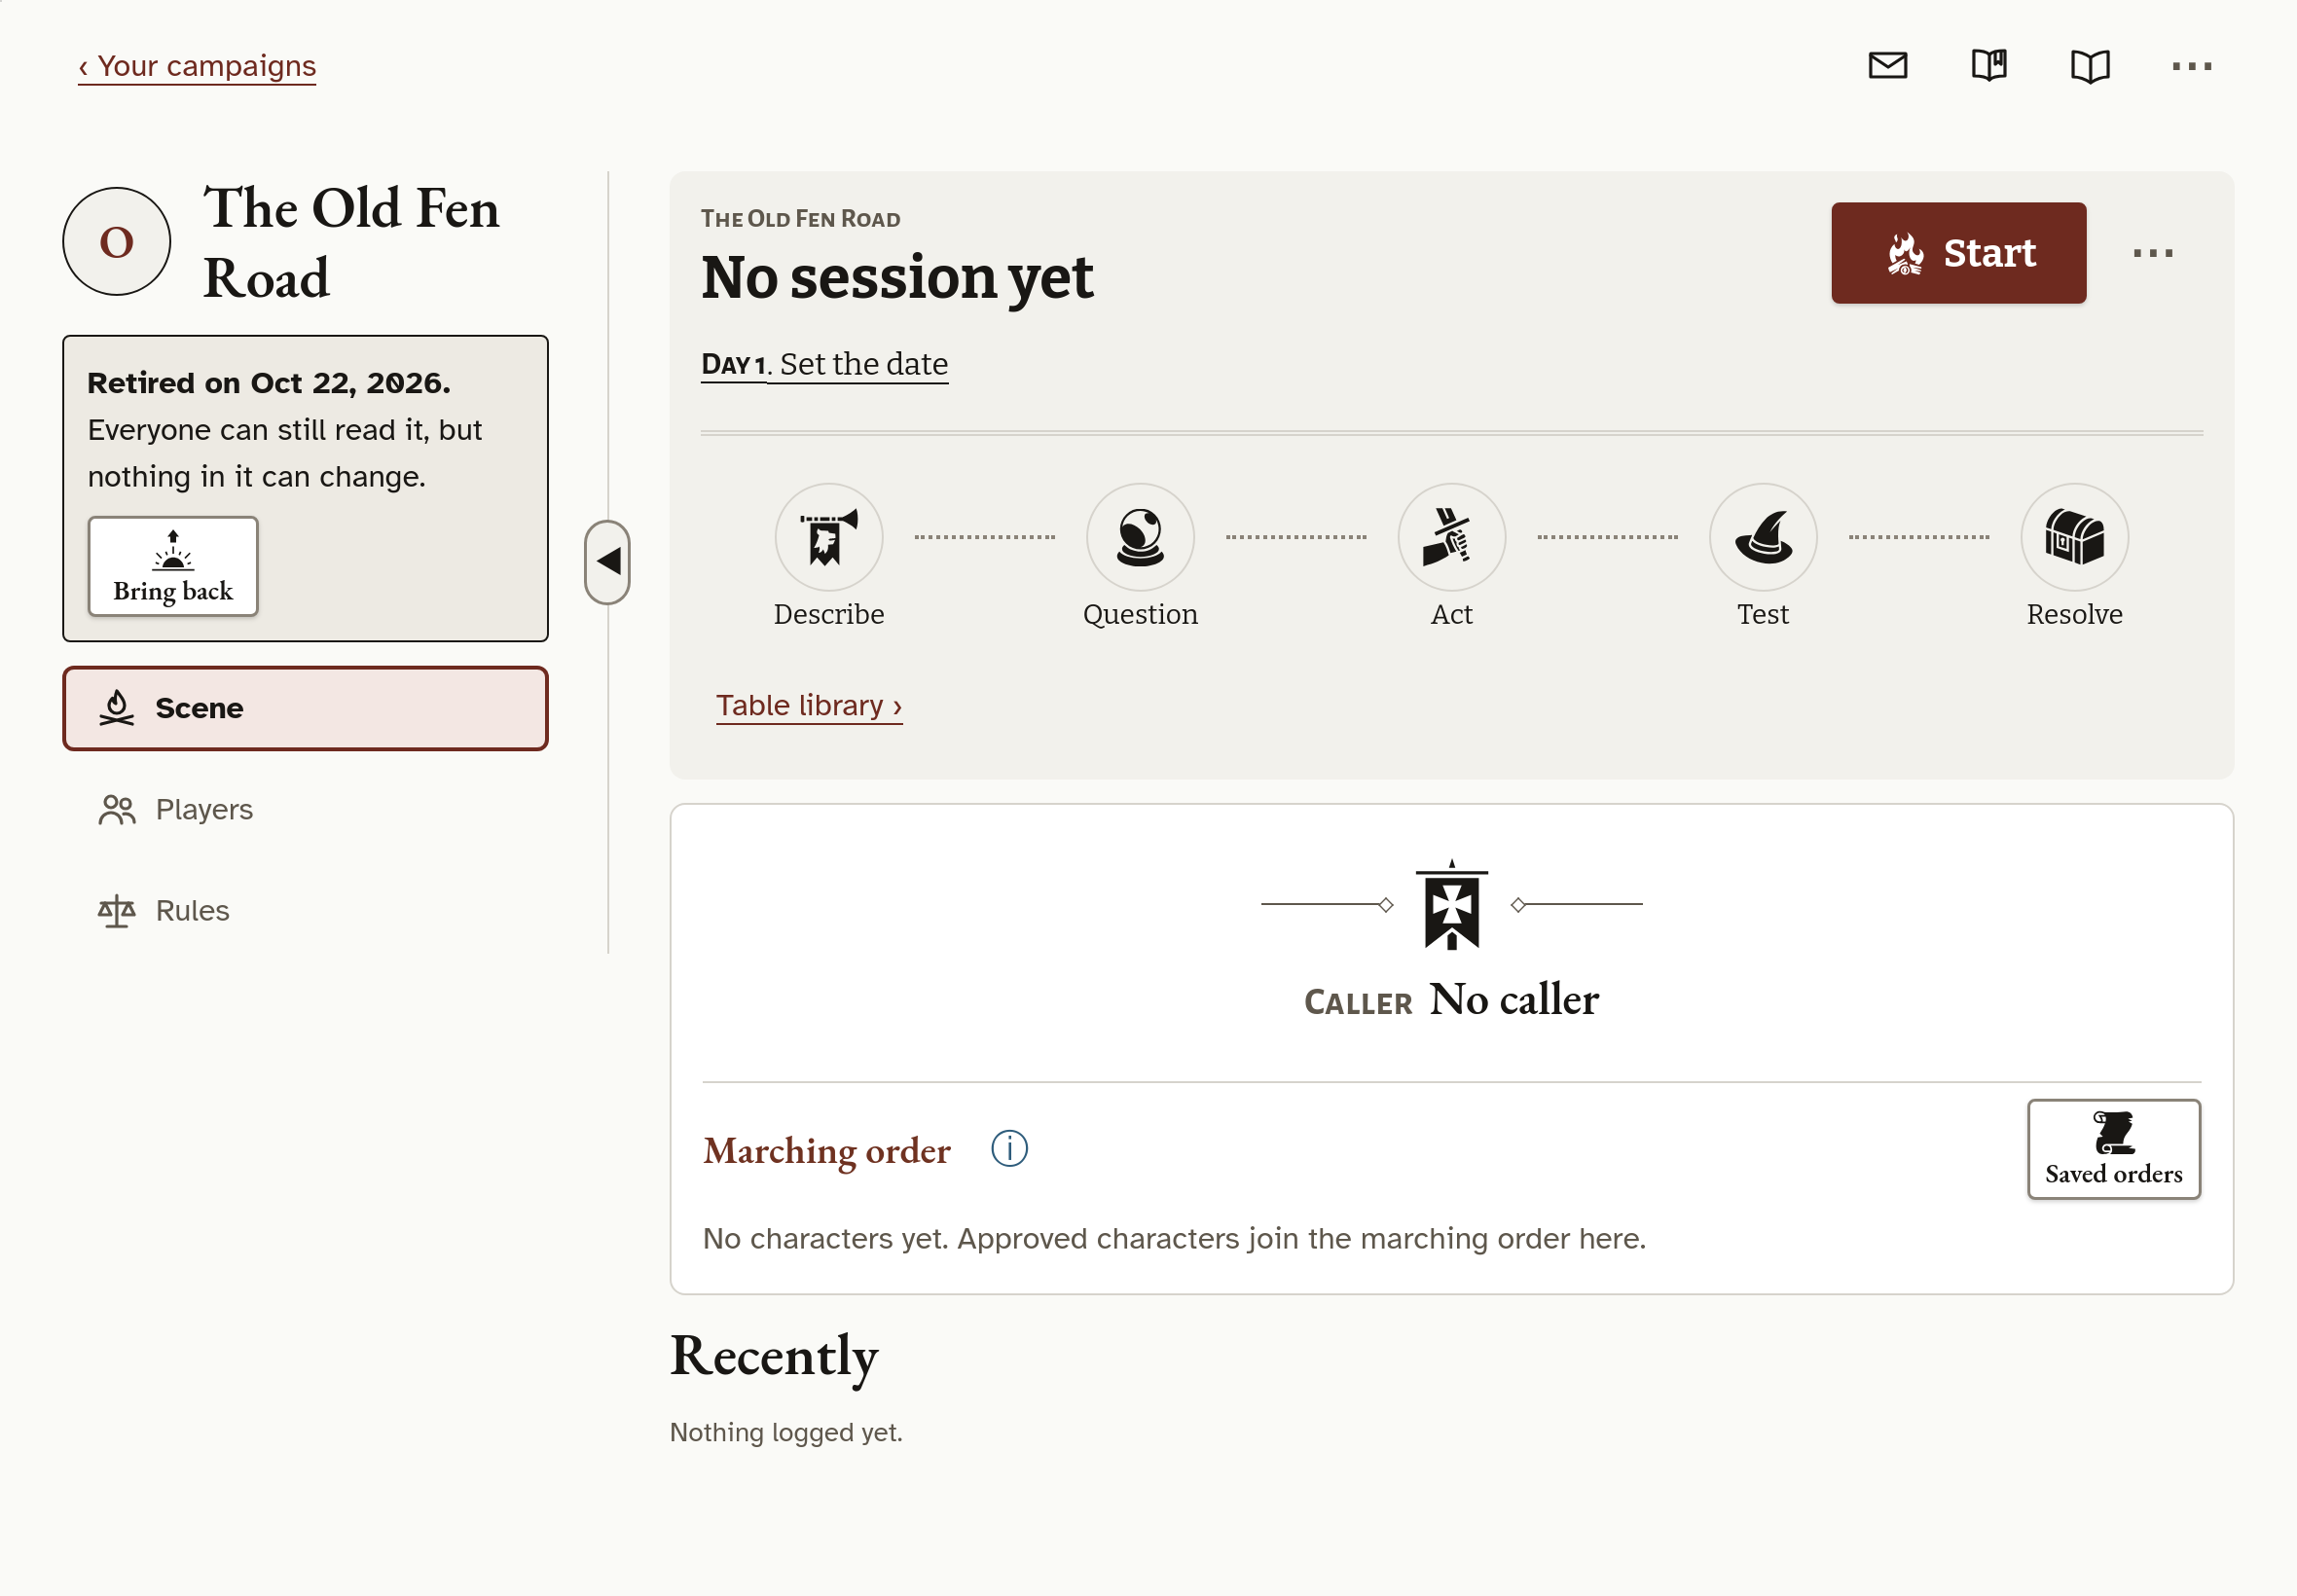 ‹ Your campaigns
O
The Old Fen
Road
Retired on Oct 22, 2026.
Everyone can still read it, but
nothing in it can change.
Bring back
Scene
Players
Rules
The Old Fen Road
No session yet
Start
Day 1. Set the date
Describe
Question
Act
Test
Resolve
Table library ›
Caller No caller
Marching order
Saved orders
No characters yet. Approved characters join the marching order here.
Recently
Nothing logged yet.